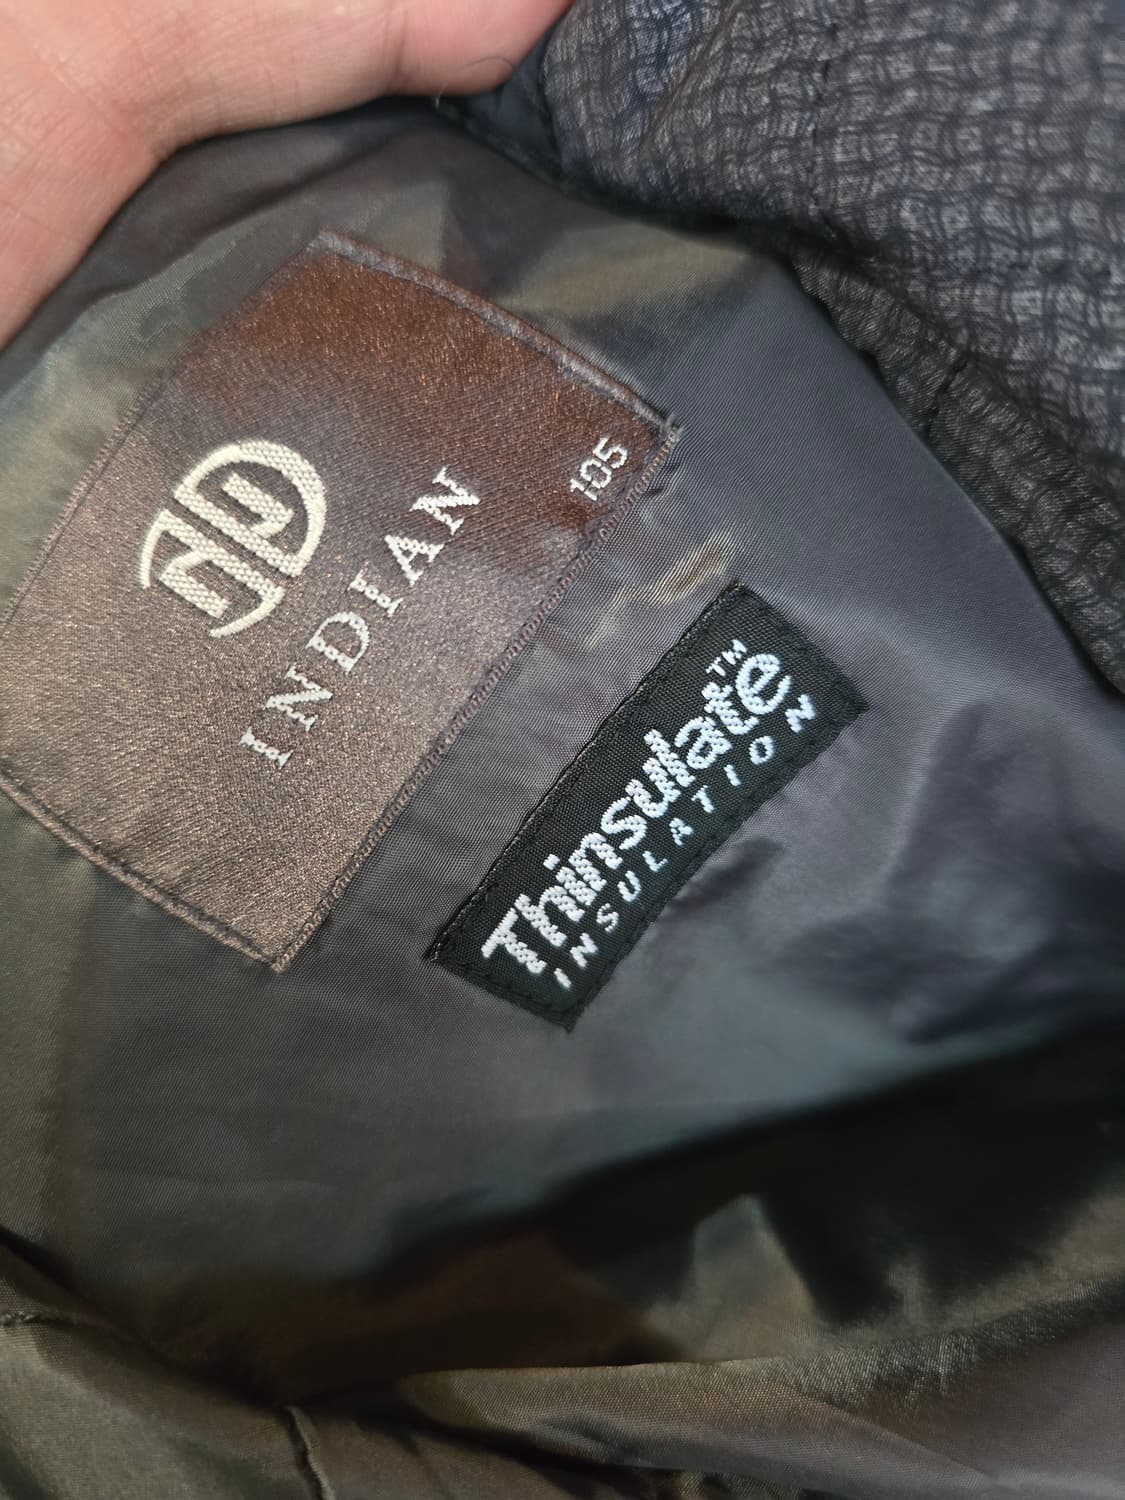 INDIAN
105
Thinsulate™
INSULATION